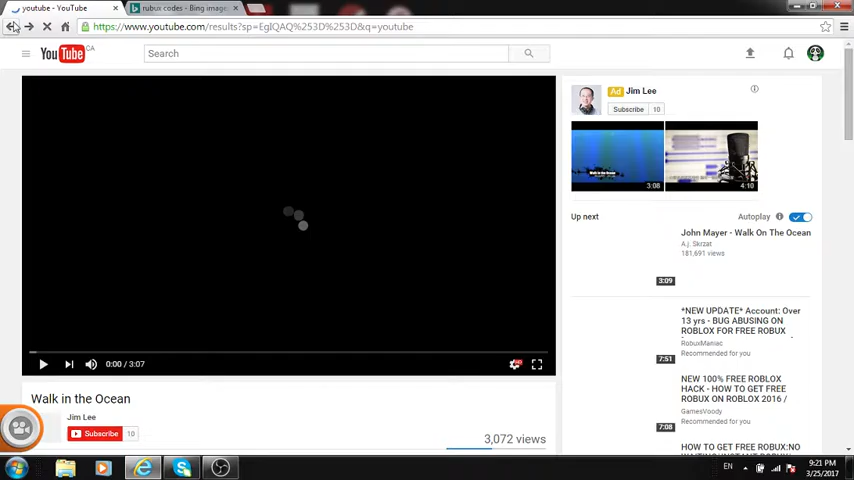 youtube - YouTube
rubux codes - Bing image
https://www.youtube.com/results?sp=EgIQAQ%253D%253D&q=youtube
YouTube CA
Search
Ad Jim Lee
Subscribe 10
3:08
4:10
Up next
Autoplay
John Mayer - Walk On The Ocean
A.j. Skrzat
181,691 views
3:09
*NEW UPDATE* Account: Over
13 yrs - BUG ABUSING ON
ROBLOX FOR FREE ROBUX
RobuxManiac
Recommended for you
7:51
NEW 100% FREE ROBLOX
HACK - HOW TO GET FREE
ROBUX ON ROBLOX 2016 /
GamesVoody
Recommended for you
7:08
HOW TO GET FREE ROBUX:NO
0:00 / 3:07
Walk in the Ocean
Jim Lee
Subscribe 10
3,072 views
EN
9:21 PM
3/25/2017